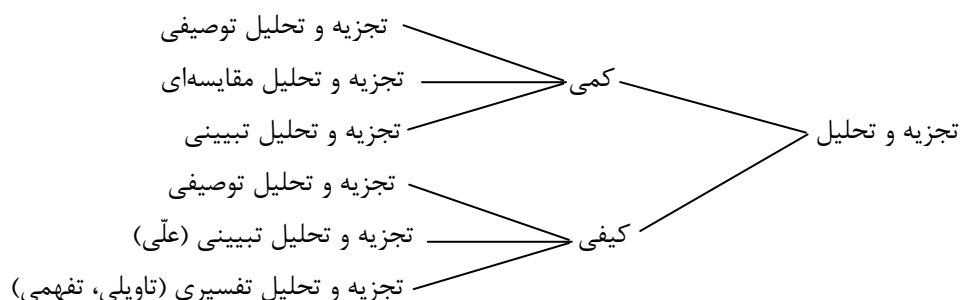 تجزیه و تحلیل
کمی
تجزیه و تحلیل توصیفی
تجزیه و تحلیل مقایسه‌ای
تجزیه و تحلیل تبیینی
کیفی
تجزیه و تحلیل توصیفی
تجزیه و تحلیل تبیینی (علّی)
تجزیه و تحلیل تفسیری (تاویلی، تفهمی)